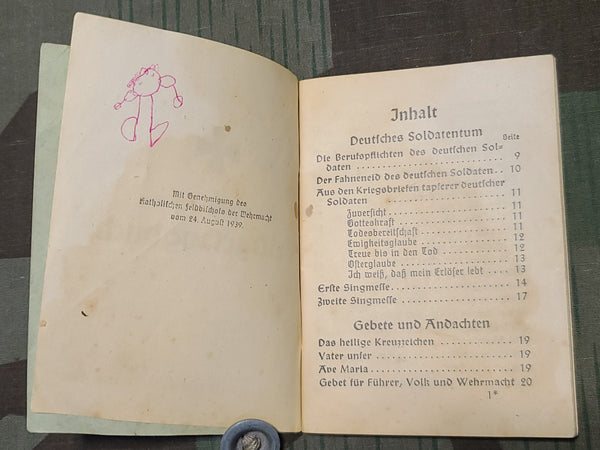 Mit Genehmigung des
Katholischen Feldbischofs der Wehrmacht
vom 24. August 1939.
Inhalt
Deutsches Soldatentum
Seite
Die Berufspflichten des deutschen Sol-
daten . . . . . . . . . . . . . . . . . . 9
Der Fahneneid des deutschen Soldaten . . 10
Aus den Kriegsbriefen tapferer deutscher
Soldaten . . . . . . . . . . . . . . . . 11
Zuversicht . . . . . . . . . . . . . . . 11
Gotteskraft . . . . . . . . . . . . . . 11
Todesbereitschaft . . . . . . . . . . . 11
Ewigkeitsglaube . . . . . . . . . . . . 12
Treue bis in den Tod . . . . . . . . . . 12
Osterglaube . . . . . . . . . . . . . . 13
Ich weiß, daß mein Erlöser lebt . . . . 13
Erste Singmesse . . . . . . . . . . . . 14
Zweite Singmesse . . . . . . . . . . . . 17
Gebete und Andachten
Das heilige Kreuzzeichen . . . . . . . . 19
Vater unser . . . . . . . . . . . . . . 19
Ave Maria . . . . . . . . . . . . . . . 19
Gebet für Führer, Volk und Wehrmacht 20
1*